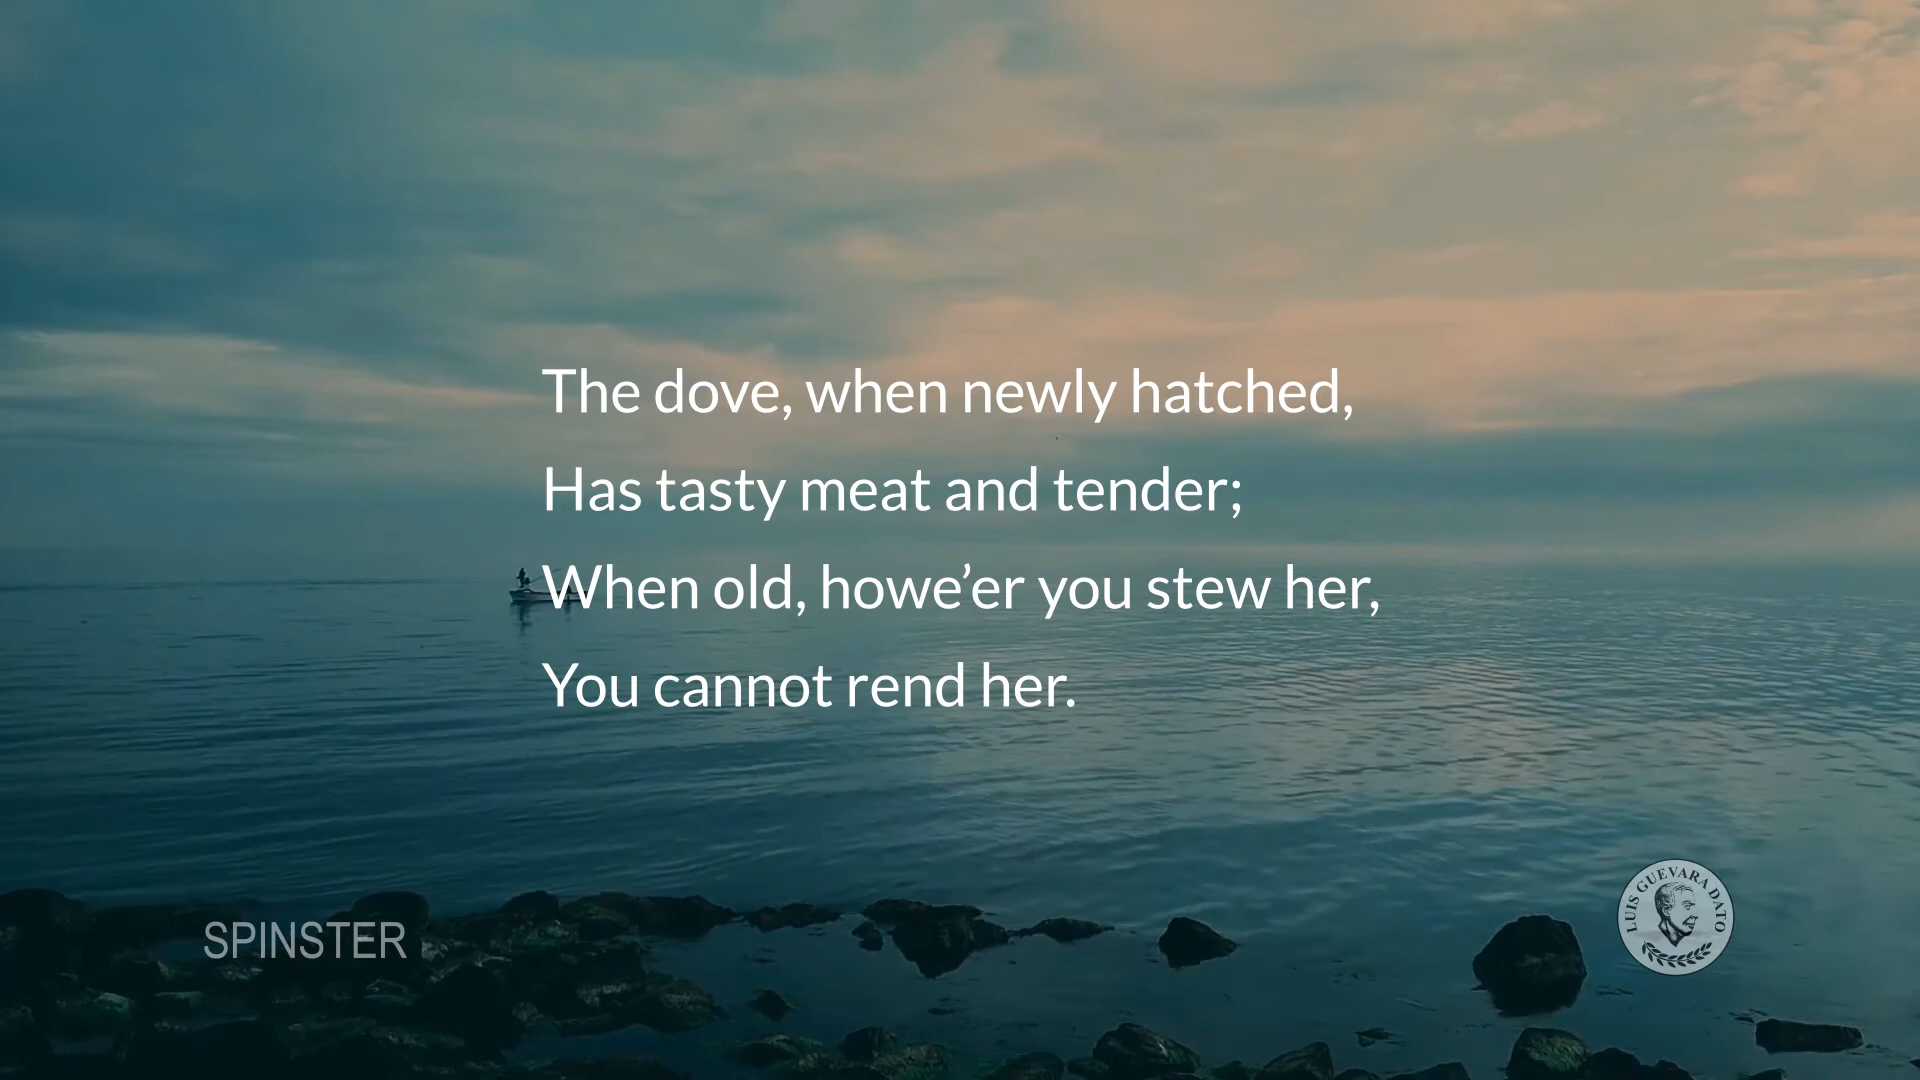 The dove, when newly hatched,
Has tasty meat and tender;
When old, howe’er you stew her,
You cannot rend her.
SPINSTER
LUIS GUEVARA DATO